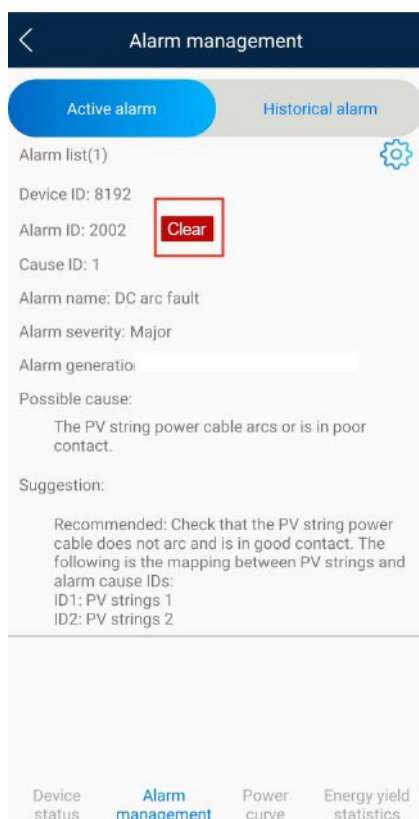 Alarm management
Active alarm
Historical alarm
Alarm list(1)
Device ID: 8192
Alarm ID: 2002
Clear
Cause ID: 1
Alarm name: DC arc fault
Alarm severity: Major
Alarm generatio
Possible cause:
The PV string power cable arcs or is in poor
contact.
Suggestion:
Recommended: Check that the PV string power
cable does not arc and is in good contact. The
following is the mapping between PV strings and
alarm cause IDs:
ID1: PV strings 1
ID2: PV strings 2
Device
status
Alarm
management
Power
curve
Energy yield
statistics